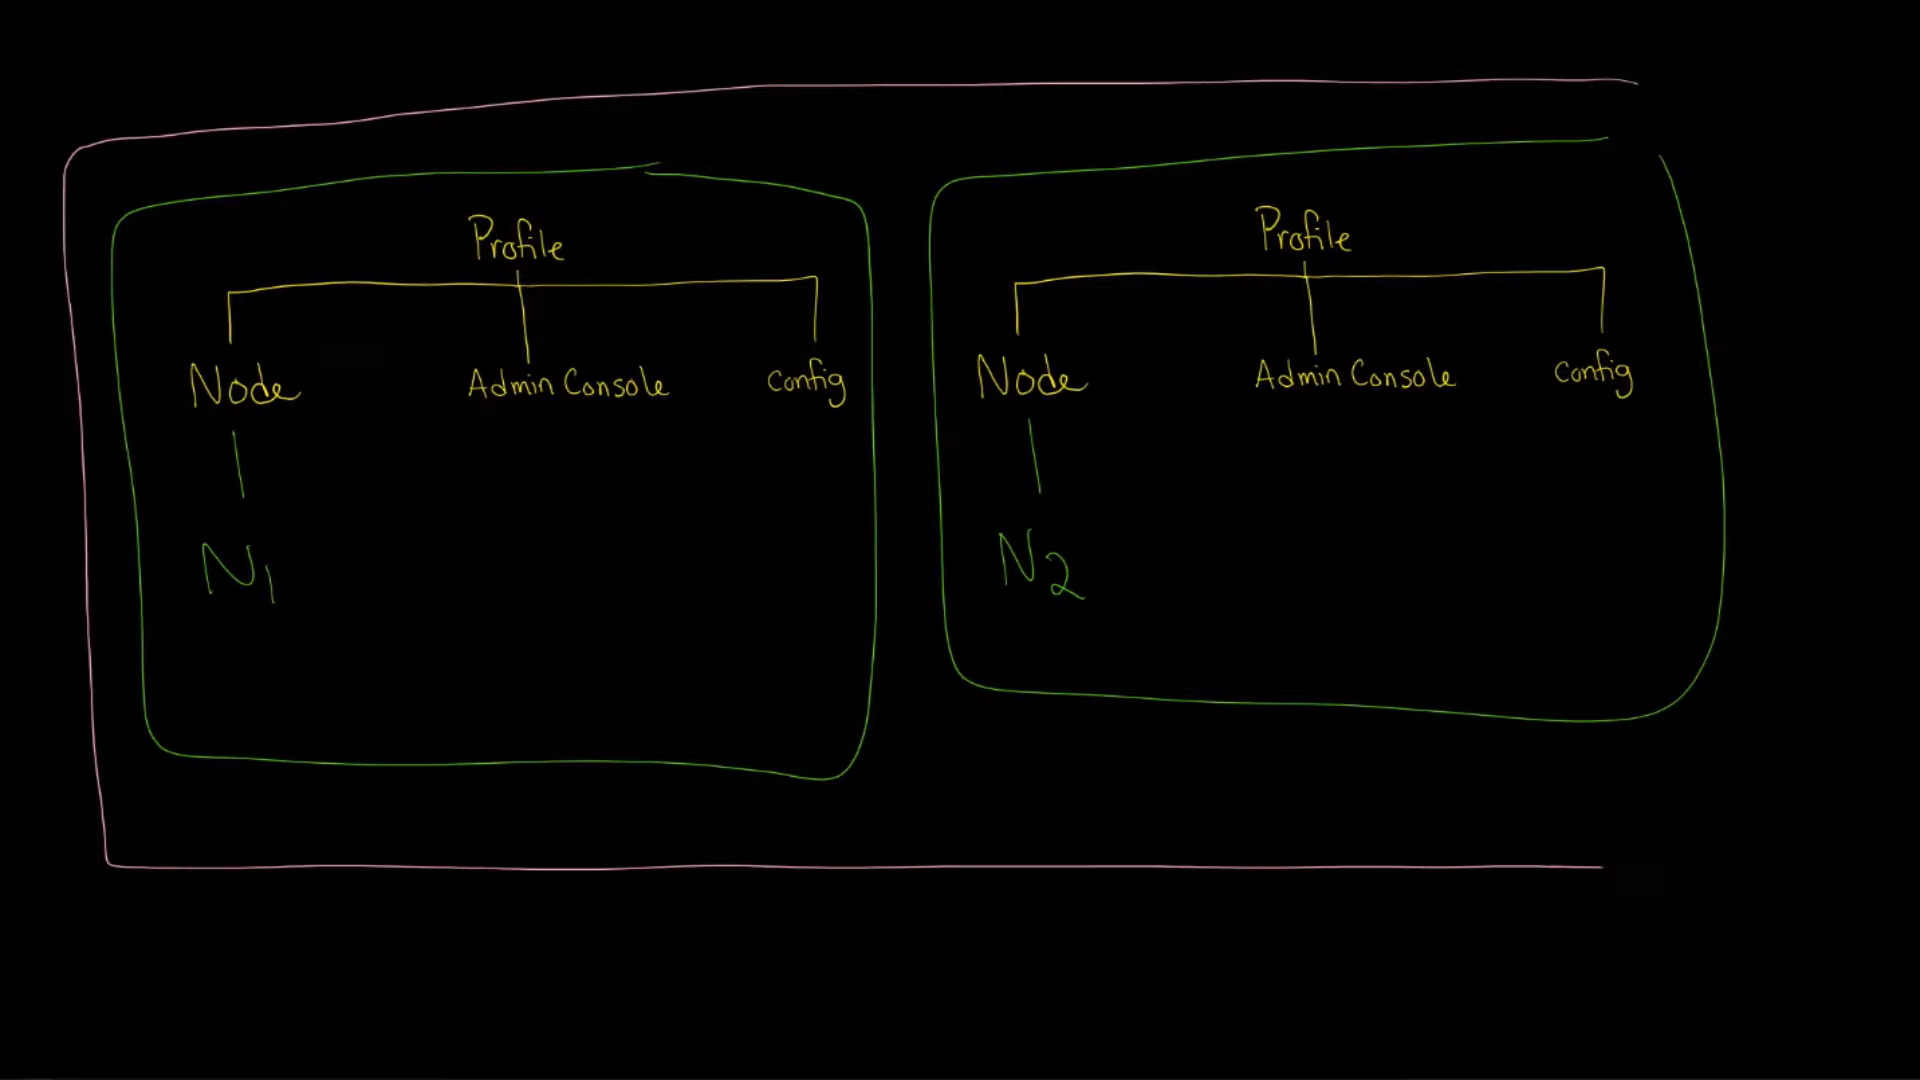 Profile
Node Admin Console Config
N1
Profile
Node Admin Console Config
N2